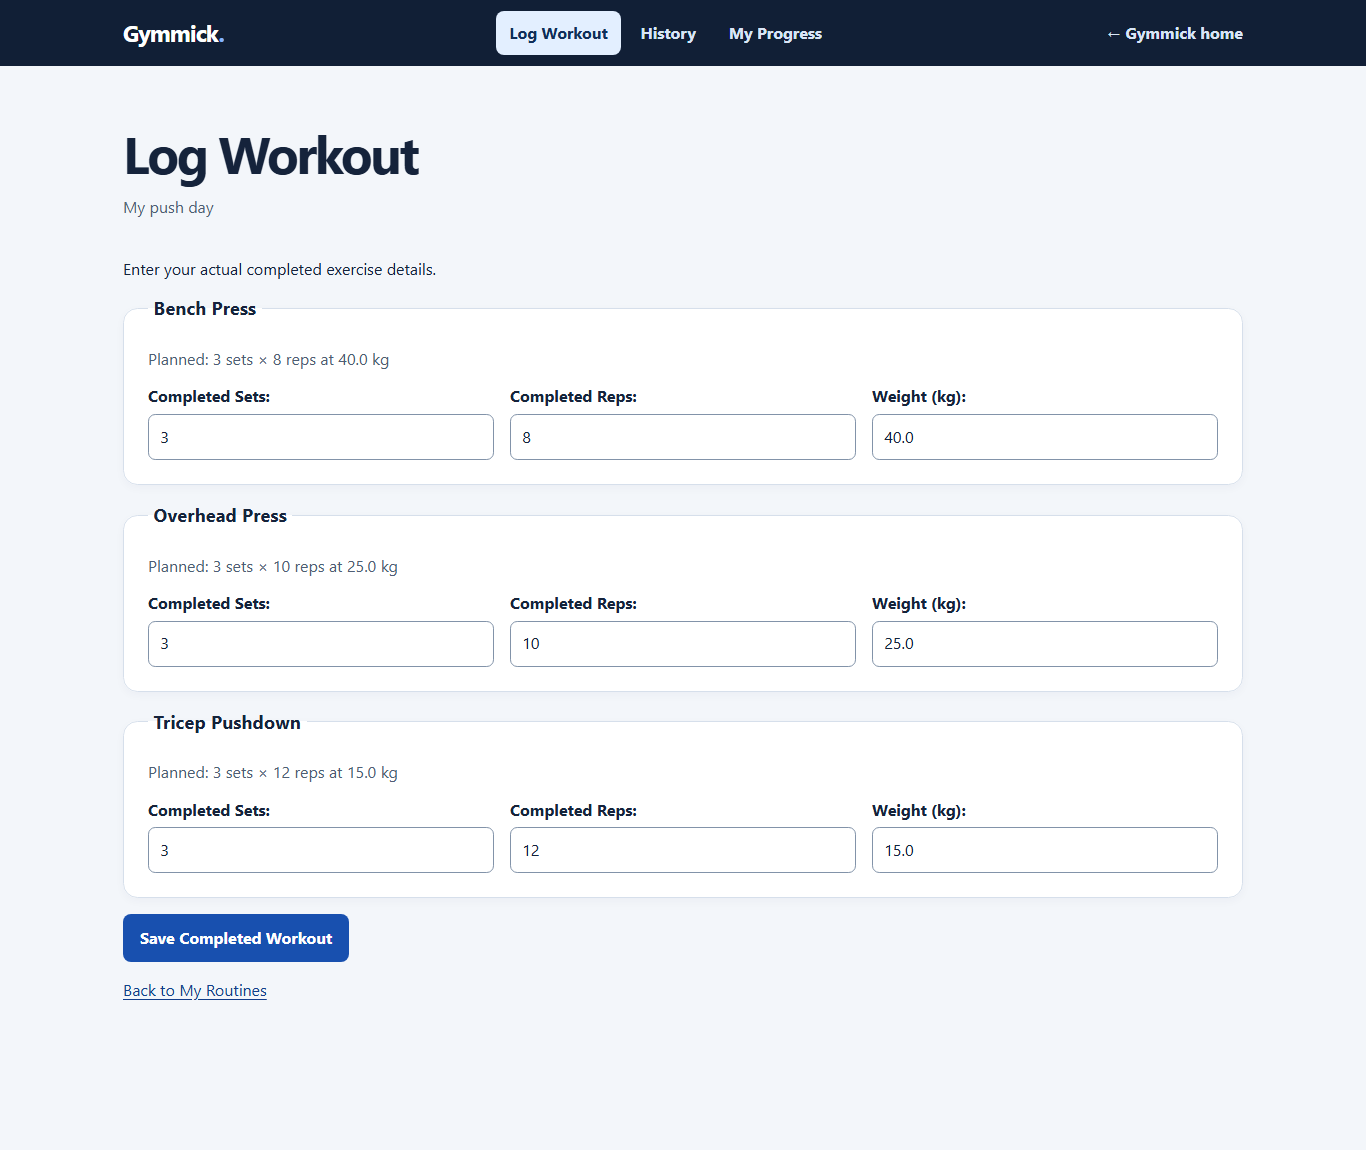 Gymmick.
Log Workout
History
My Progress
← Gymmick home
Log Workout
My push day
Enter your actual completed exercise details.
Bench Press
Planned: 3 sets × 8 reps at 40.0 kg
Completed Sets:
Completed Reps:
Weight (kg):
3
8
40.0
Overhead Press
Planned: 3 sets × 10 reps at 25.0 kg
Completed Sets:
Completed Reps:
Weight (kg):
3
10
25.0
Tricep Pushdown
Planned: 3 sets × 12 reps at 15.0 kg
Completed Sets:
Completed Reps:
Weight (kg):
3
12
15.0
Save Completed Workout
Back to My Routines